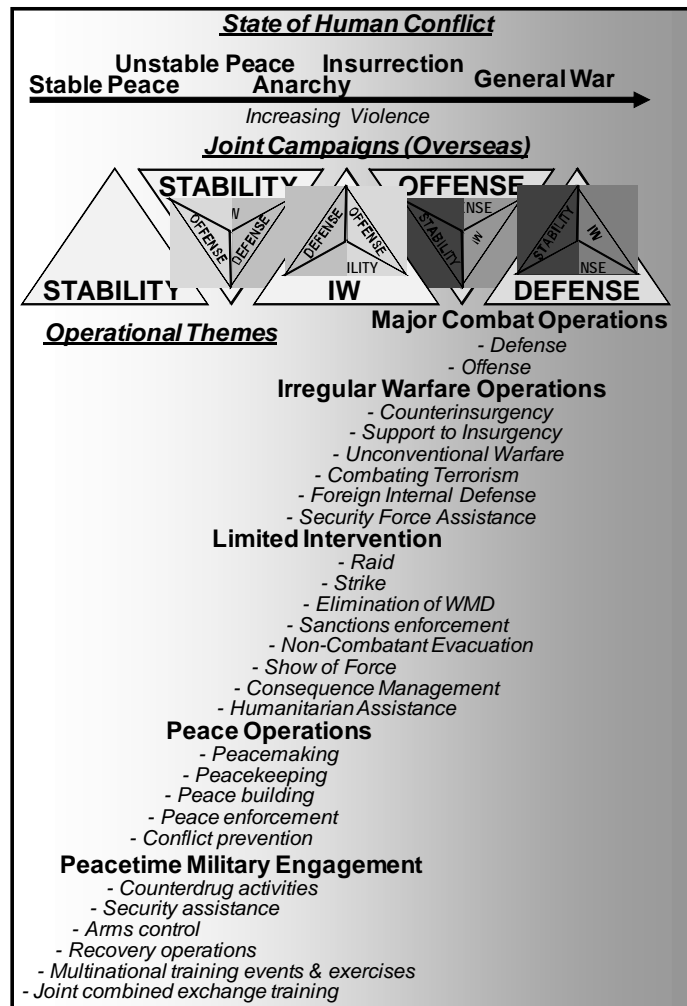 State of Human Conflict
Unstable Peace Insurrection
Stable Peace Anarchy General War
Increasing Violence
Joint Campaigns (Overseas)
STABILITY OFFENSE
OFFENSE W DEFENSE DEFENSE OFFENSE STABILITY ENSE IW STABILITY IW
ILITY NSE
STABILITY IW DEFENSE
Operational Themes
Major Combat Operations
- Defense
- Offense
Irregular Warfare Operations
- Counterinsurgency
- Support to Insurgency
- Unconventional Warfare
- Combating Terrorism
- Foreign Internal Defense
- Security Force Assistance
Limited Intervention
- Raid
- Strike
- Elimination of WMD
- Sanctions enforcement
- Non-Combatant Evacuation
- Show of Force
- Consequence Management
- Humanitarian Assistance
Peace Operations
- Peacemaking
- Peacekeeping
- Peace building
- Peace enforcement
- Conflict prevention
Peacetime Military Engagement
- Counterdrug activities
- Security assistance
- Arms control
- Recovery operations
- Multinational training events & exercises
- Joint combined exchange training